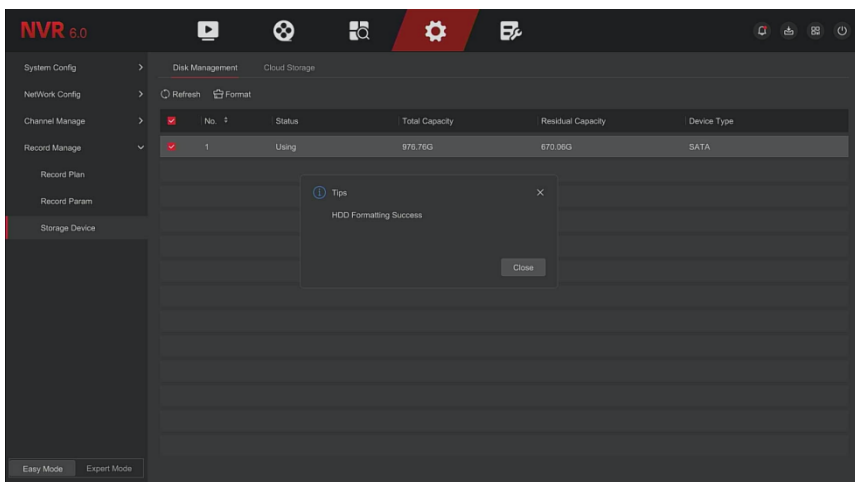 NVR 6.0
System Config
Disk Management Cloud Storage
NetWork Config
Refresh Format
Channel Manage
No. Status Total Capacity Residual Capacity Device Type
Record Manage
1 Using 976.76G 670.06G SATA
Record Plan
Tips
Record Param
HDD Formatting Success
Storage Device
Close
Easy Mode Expert Mode